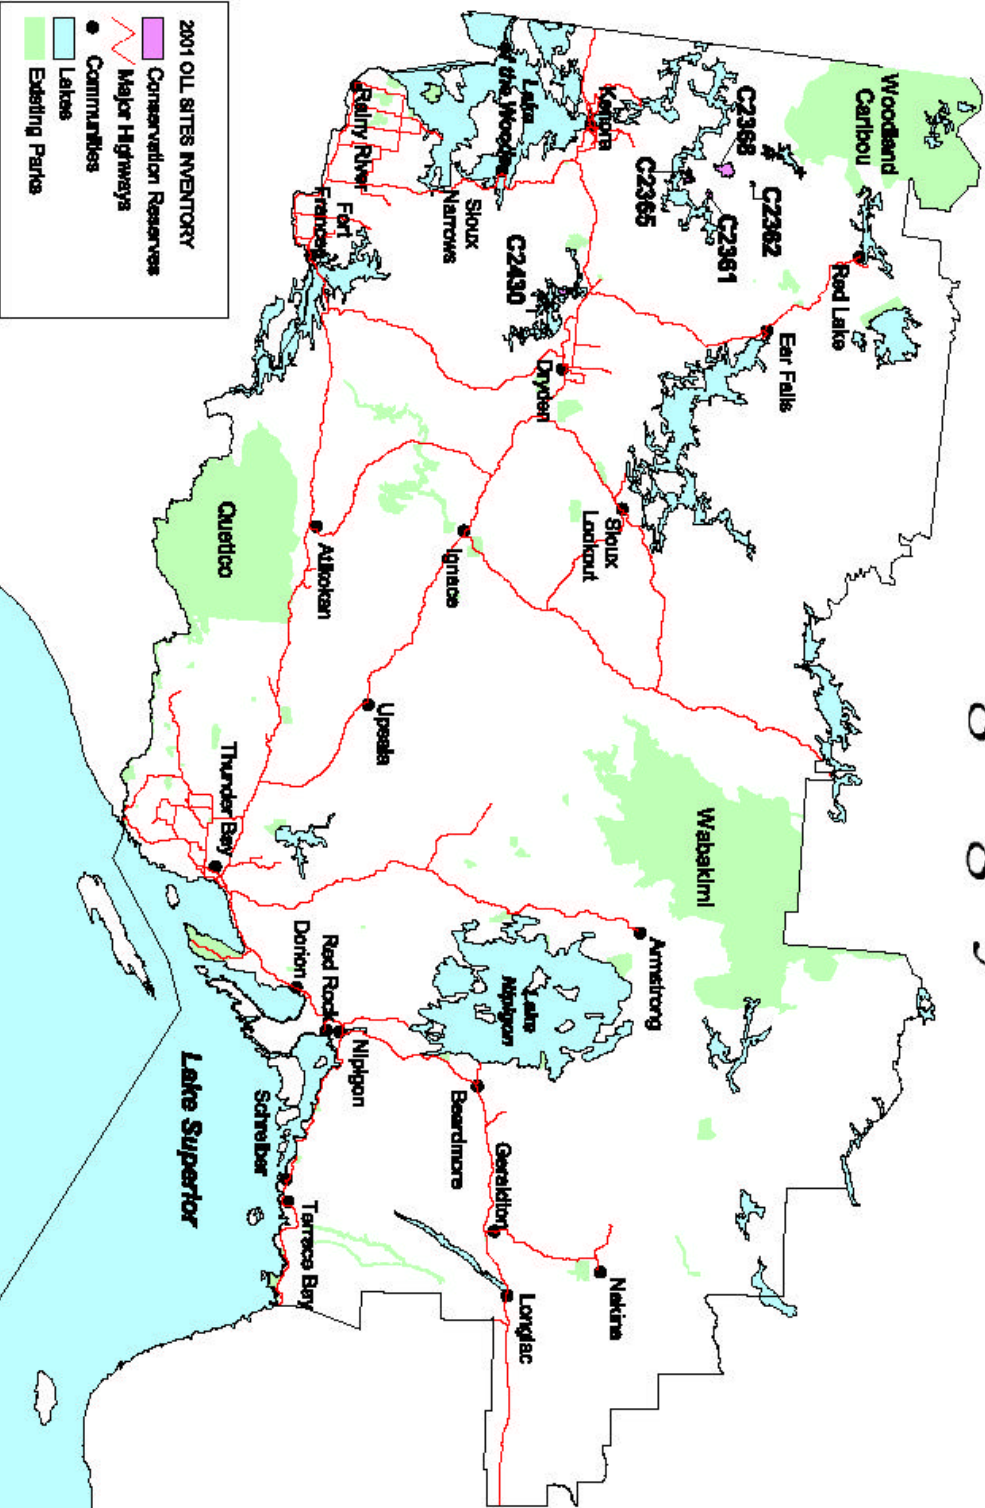 Woodland
Caribou
Red Lake
Ear Falls
C2368
C2362
C2361
C2365
Kenora
Lake
of the Woods
Sioux
Narrows
C2430
Dryden
Rainy River
Fort
Frances
Sioux
Lookout
Ignace
Atikokan
Quetico
Upsala
Wabakimi
Armstrong
Lake
Nipigon
Thunder Bay
Dorion
Red Rock
Nipigon
Beardmore
Geraldton
Nakina
Longlac
Schreiber
Terrace Bay
Lake Superior
2001 OLL SITES INVENTORY
Conservation Reserves
Major Highways
Communities
Lakes
Existing Parks